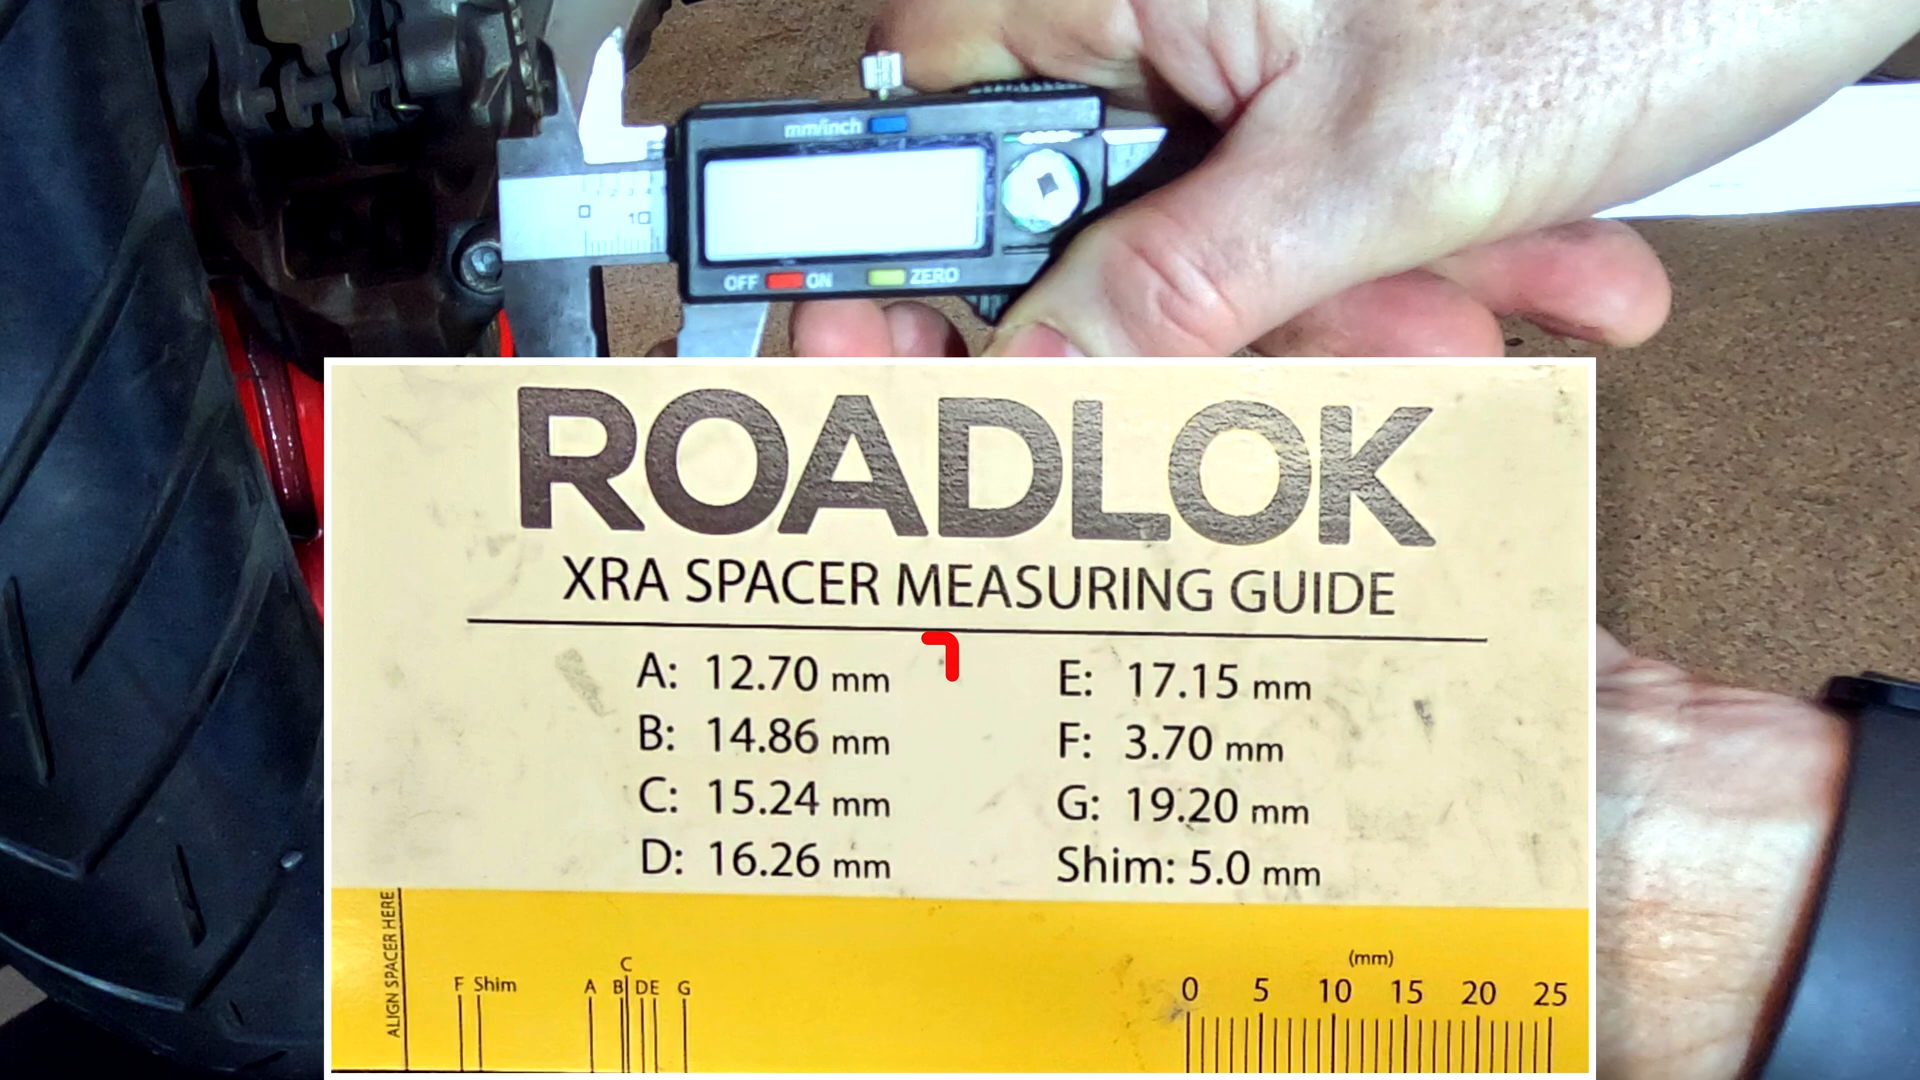 mm/inch
0 10
OFF ON ZERO
ROADLOK
XRA SPACER MEASURING GUIDE
A: 12.70 mm
B: 14.86 mm
C: 15.24 mm
D: 16.26 mm
E: 17.15 mm
F: 3.70 mm
G: 19.20 mm
Shim: 5.0 mm
ALIGN SPACER HERE
F Shim A B C D E G
(mm)
0 5 10 15 20 25